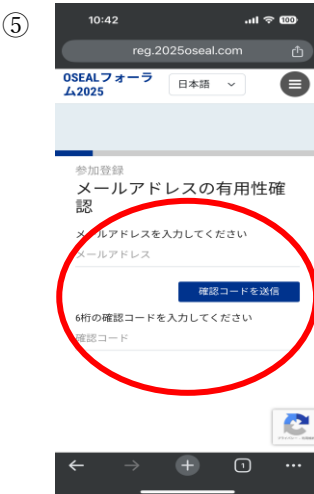 ⑤
10:42
100
reg.2025oseal.com
OSEALフォーラ
ム2025
日本語
参加登録
メールアドレスの有用性確
認
メールアドレスを入力してください
メールアドレス
確認コードを送信
6桁の確認コードを入力してください
確認コード
1